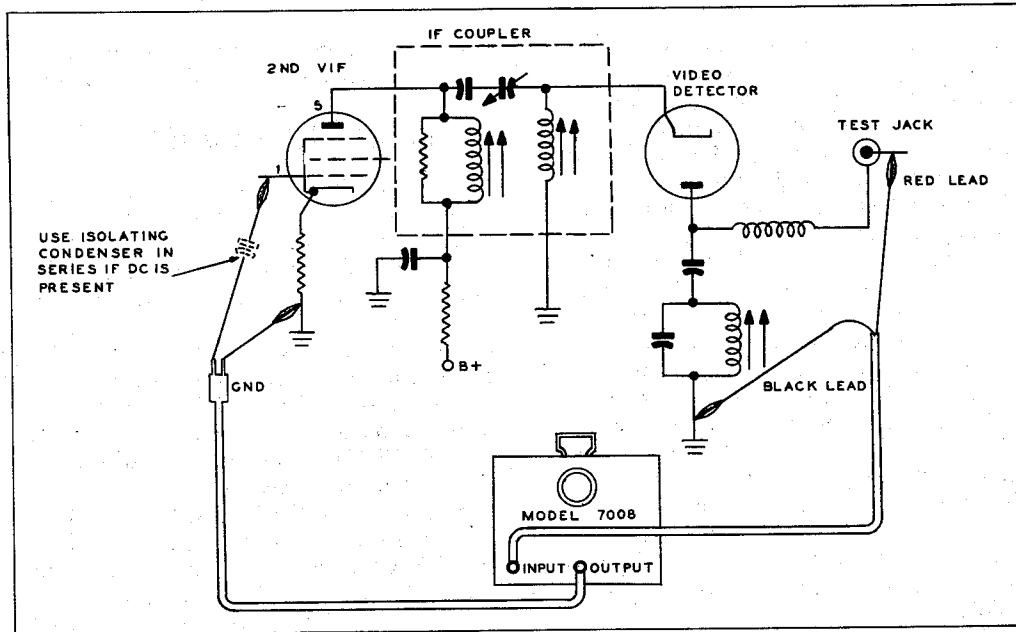 IF COUPLER
2ND VIF
VIDEO
DETECTOR
5
TEST JACK
1
RED LEAD
USE ISOLATING
CONDENSER IN
SERIES IF DC IS
PRESENT
B+
GND
BLACK LEAD
MODEL 7008
INPUT OUTPUT